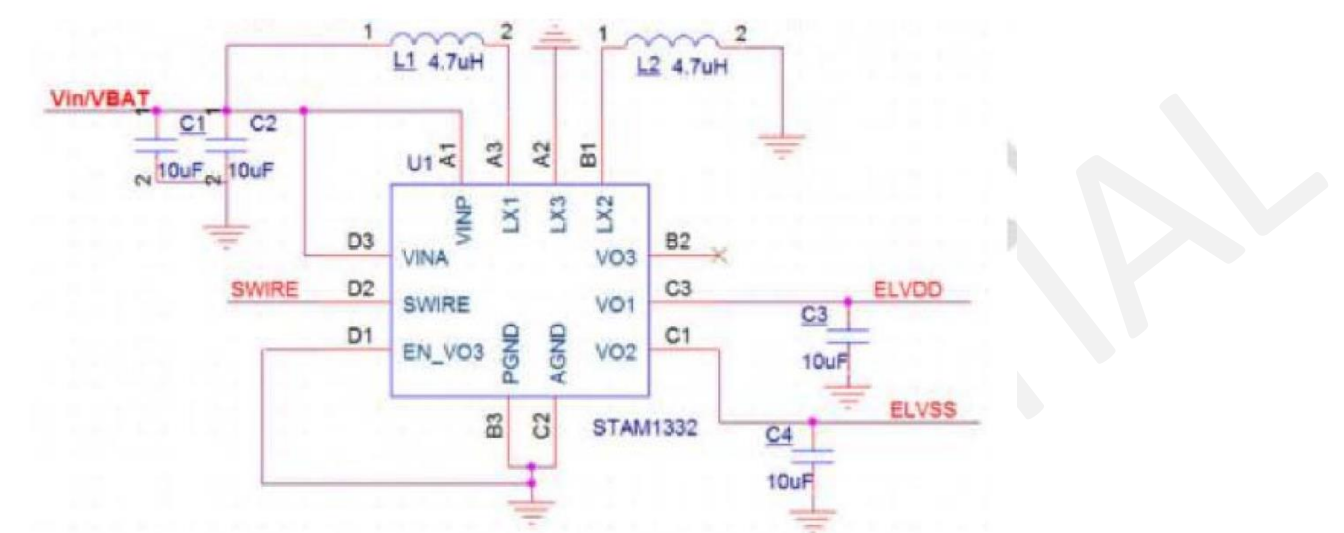 1 2 1 2
L1 4.7uH L2 4.7uH
Vin/VBAT
1 1
C1 C2
10uF 10uF
2 2
U1 A1 A3 A2 B1
VINP LX1 LX3 LX2
D3 VINA VO3 B2
SWIRE D2 SWIRE VO1 C3 ELVDD
D1 EN_VO3 PGND AGND VO2 C1
C3
10uF
B3 C2 STAM1332
ELVSS
C4
10uF
IAL